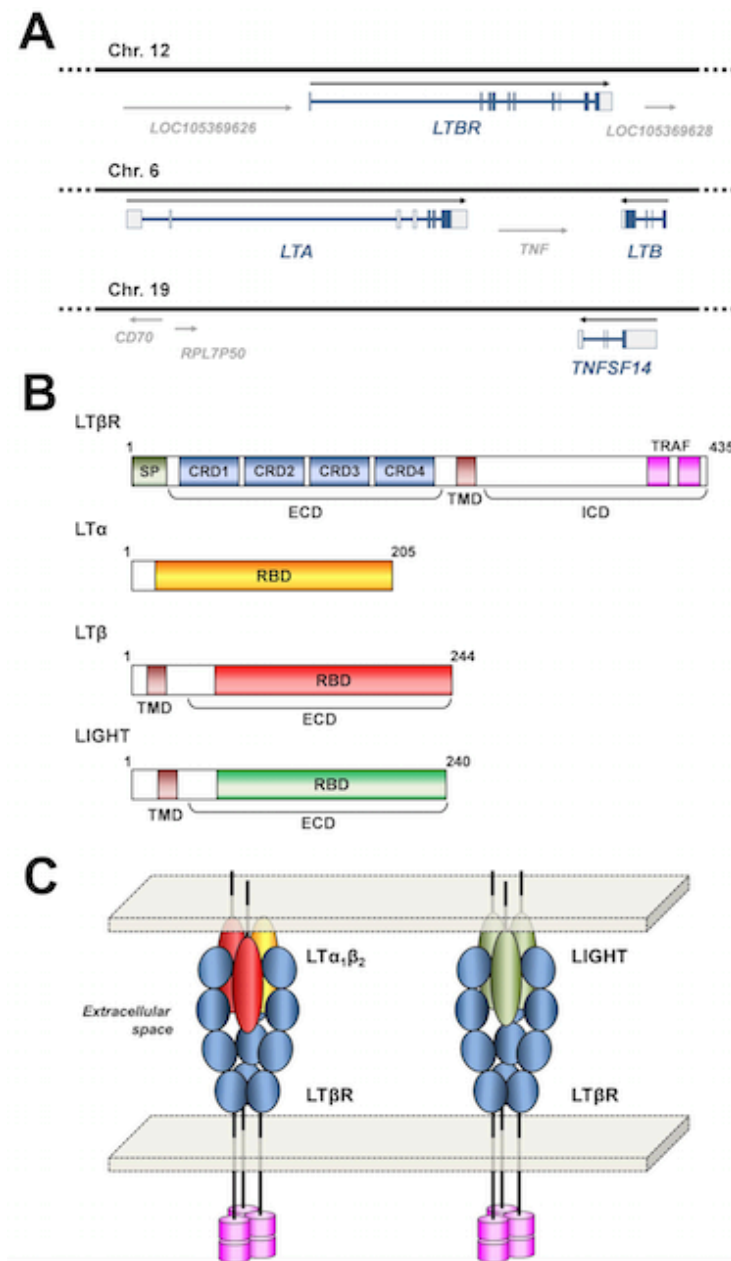 A
Chr. 12
LOC105369626
LTBR
LOC105369628
Chr. 6
LTA
TNF
LTB
Chr. 19
CD70
RPL7P50
TNFSF14
B
LTβR
1
TRAF
435
SP
CRD1
CRD2
CRD3
CRD4
ECD
TMD
ICD
LTα
1
205
RBD
LTβ
1
244
RBD
TMD
ECD
LIGHT
1
240
RBD
TMD
ECD
C
LTα₁β₂
LIGHT
Extracellular
space
LTβR
LTβR